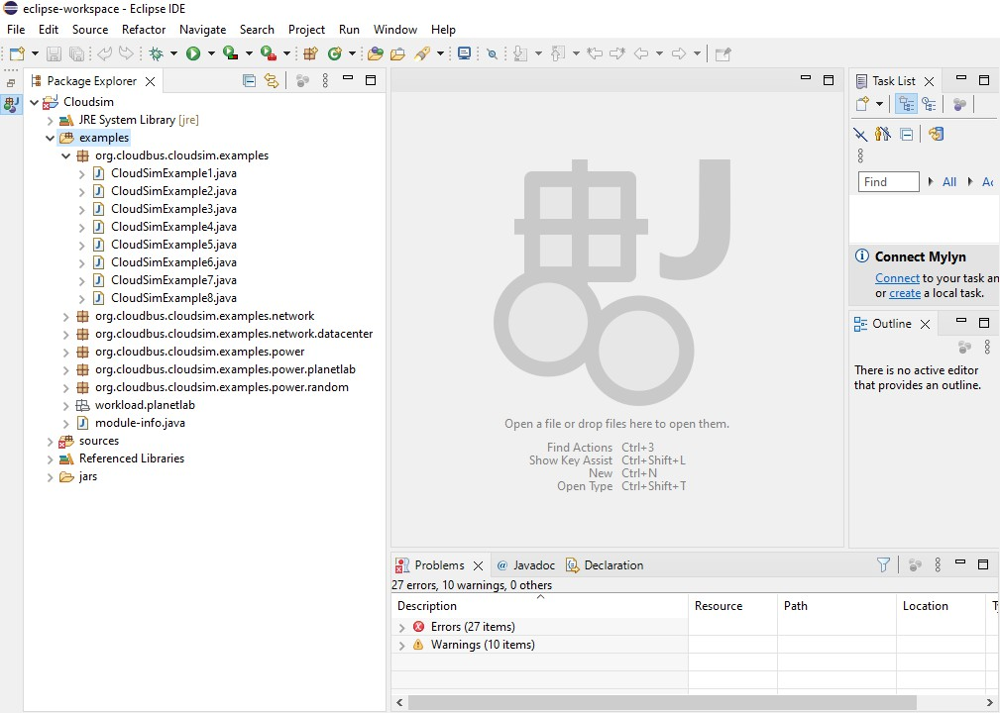 eclipse-workspace - Eclipse IDE
File Edit Source Refactor Navigate Search Project Run Window Help
Package Explorer
Cloudsim
JRE System Library [jre]
examples
org.cloudbus.cloudsim.examples
CloudSimExample1.java
CloudSimExample2.java
CloudSimExample3.java
CloudSimExample4.java
CloudSimExample5.java
CloudSimExample6.java
CloudSimExample7.java
CloudSimExample8.java
org.cloudbus.cloudsim.examples.network
org.cloudbus.cloudsim.examples.network.datacenter
org.cloudbus.cloudsim.examples.power
org.cloudbus.cloudsim.examples.power.planetlab
org.cloudbus.cloudsim.examples.power.random
workload.planetlab
module-info.java
sources
Referenced Libraries
jars
Open a file or drop files here to open them.
Find Actions Ctrl+3
Show Key Assist Ctrl+Shift+L
New Ctrl+N
Open Type Ctrl+Shift+T
Task List
Find All Ac
Connect Mylyn
Connect to your task an
or create a local task.
Outline
There is no active editor
that provides an outline.
Problems @ Javadoc Declaration
27 errors, 10 warnings, 0 others
Description Resource Path Location T
Errors (27 items)
Warnings (10 items)